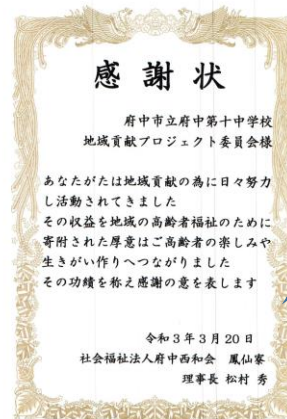 感謝状
府中市立府中第十中学校
地域貢献プロジェクト委員会様
あなたがたは地域貢献の為に日々努力
し活動されてきました
その収益を地域の高齢者福祉のために
寄附された厚意はご高齢者の楽しみや
生きがい作りへつながりました
その功績を称え感謝の意を表します
令和3年3月20日
社会福祉法人府中西和会 鳳仙寮
理事長 松村 秀